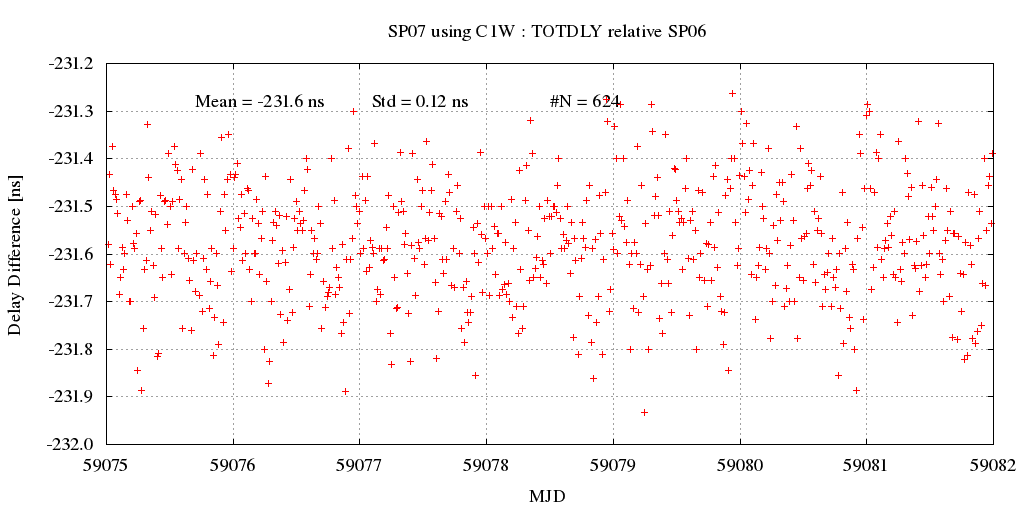 SP07 using C1W : TOTDLY relative SP06
-231.2
Mean = -231.6 ns Std = 0.12 ns #N = 624
-231.3
-231.4
-231.5
-231.6
-231.7
-231.8
-231.9
-232.0
Delay Difference [ns]
59075 59076 59077 59078 59079 59080 59081 59082
MJD